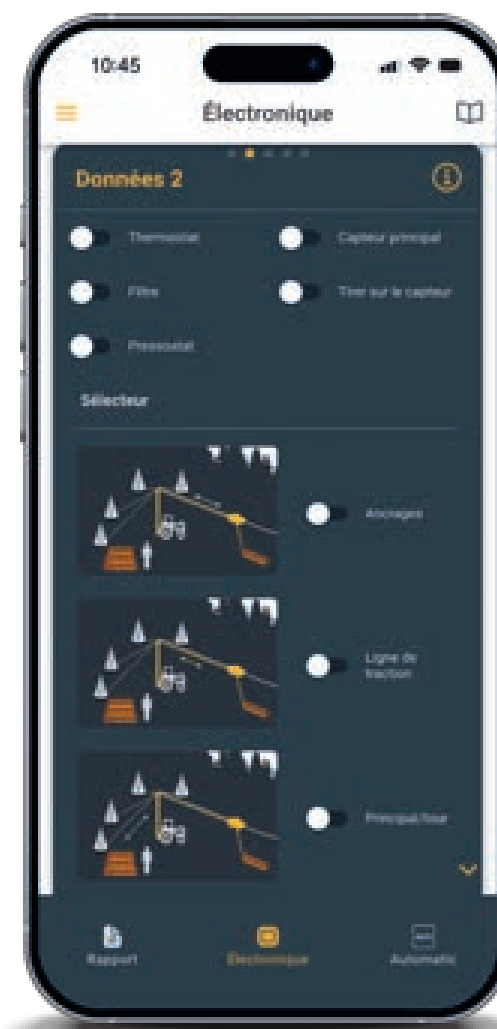 10:45
Électronique
Données 2
Thermostat
Capteur principal
Filtre
Tirer sur le capteur
Pressostat
Sélecteur
Ancrages
Ligne de
traction
Principal/tour
Rapport
Électronique
Automatic